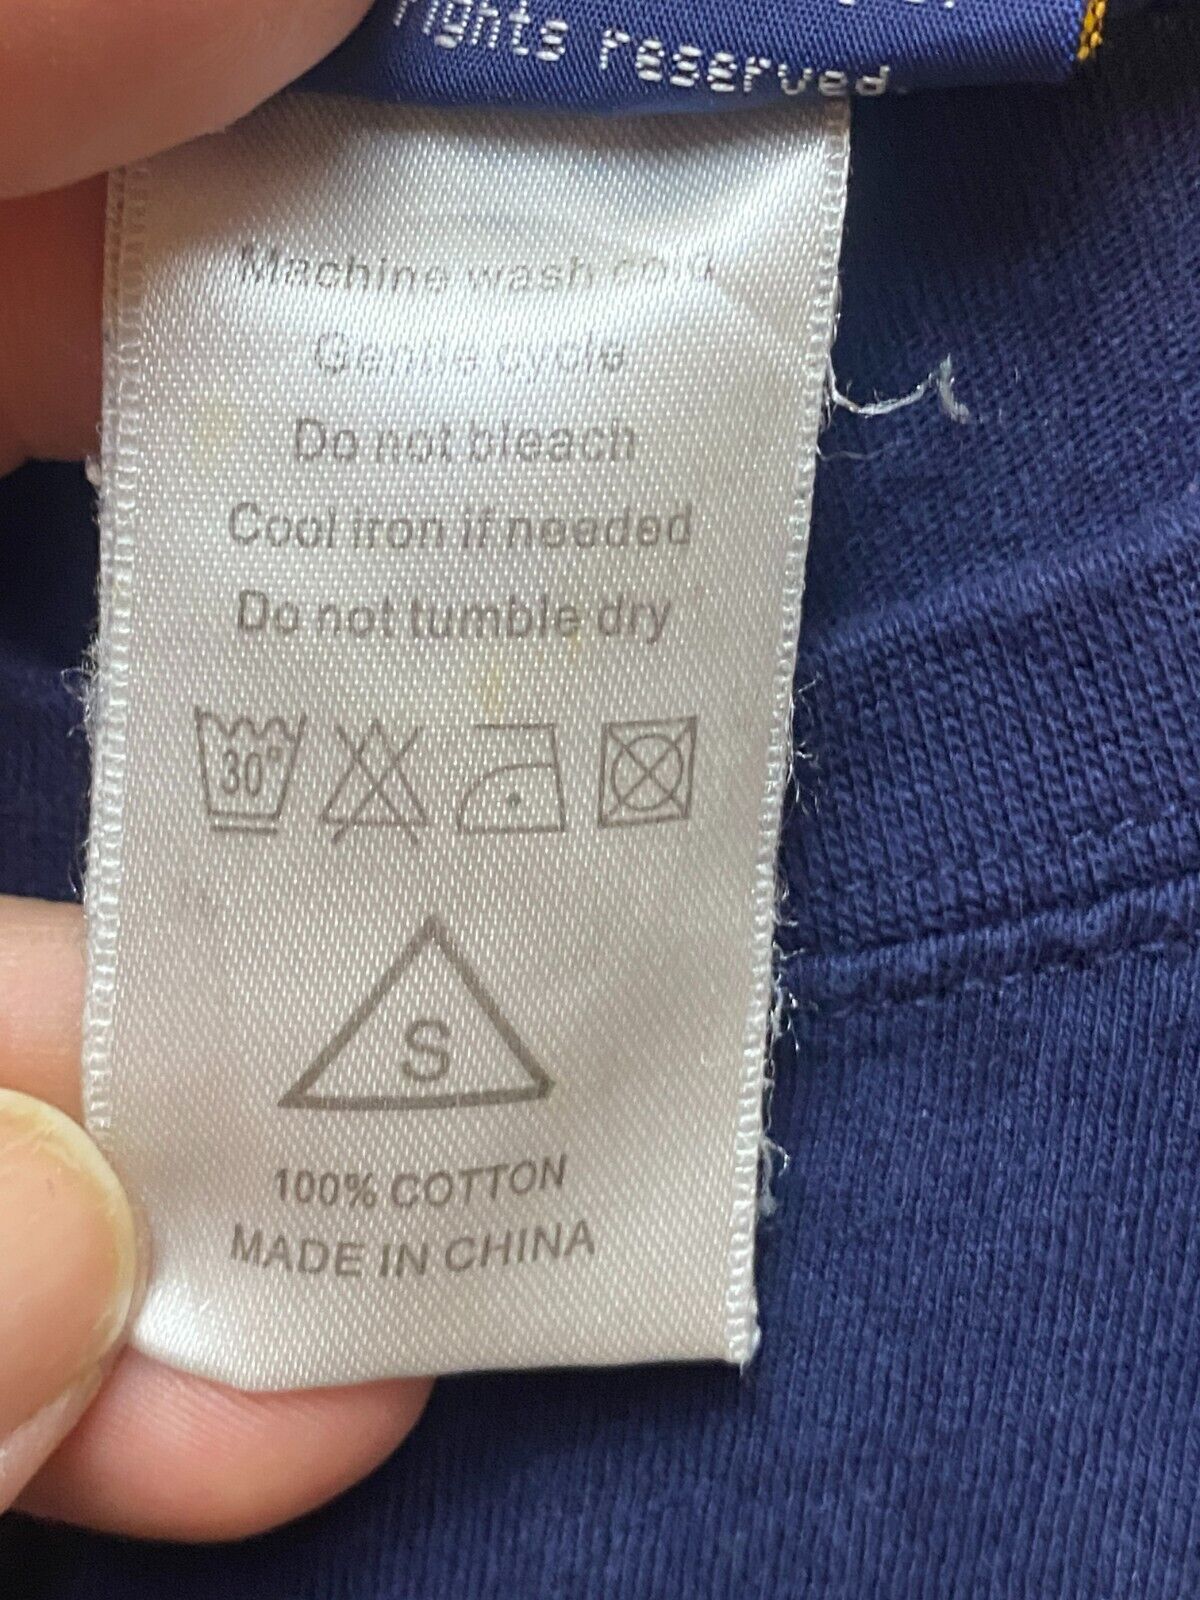 rights reserved.
Machine wash cold
Gentle cycle
Do not bleach
Cool iron if needed
Do not tumble dry
30°
S
100% COTTON
MADE IN CHINA